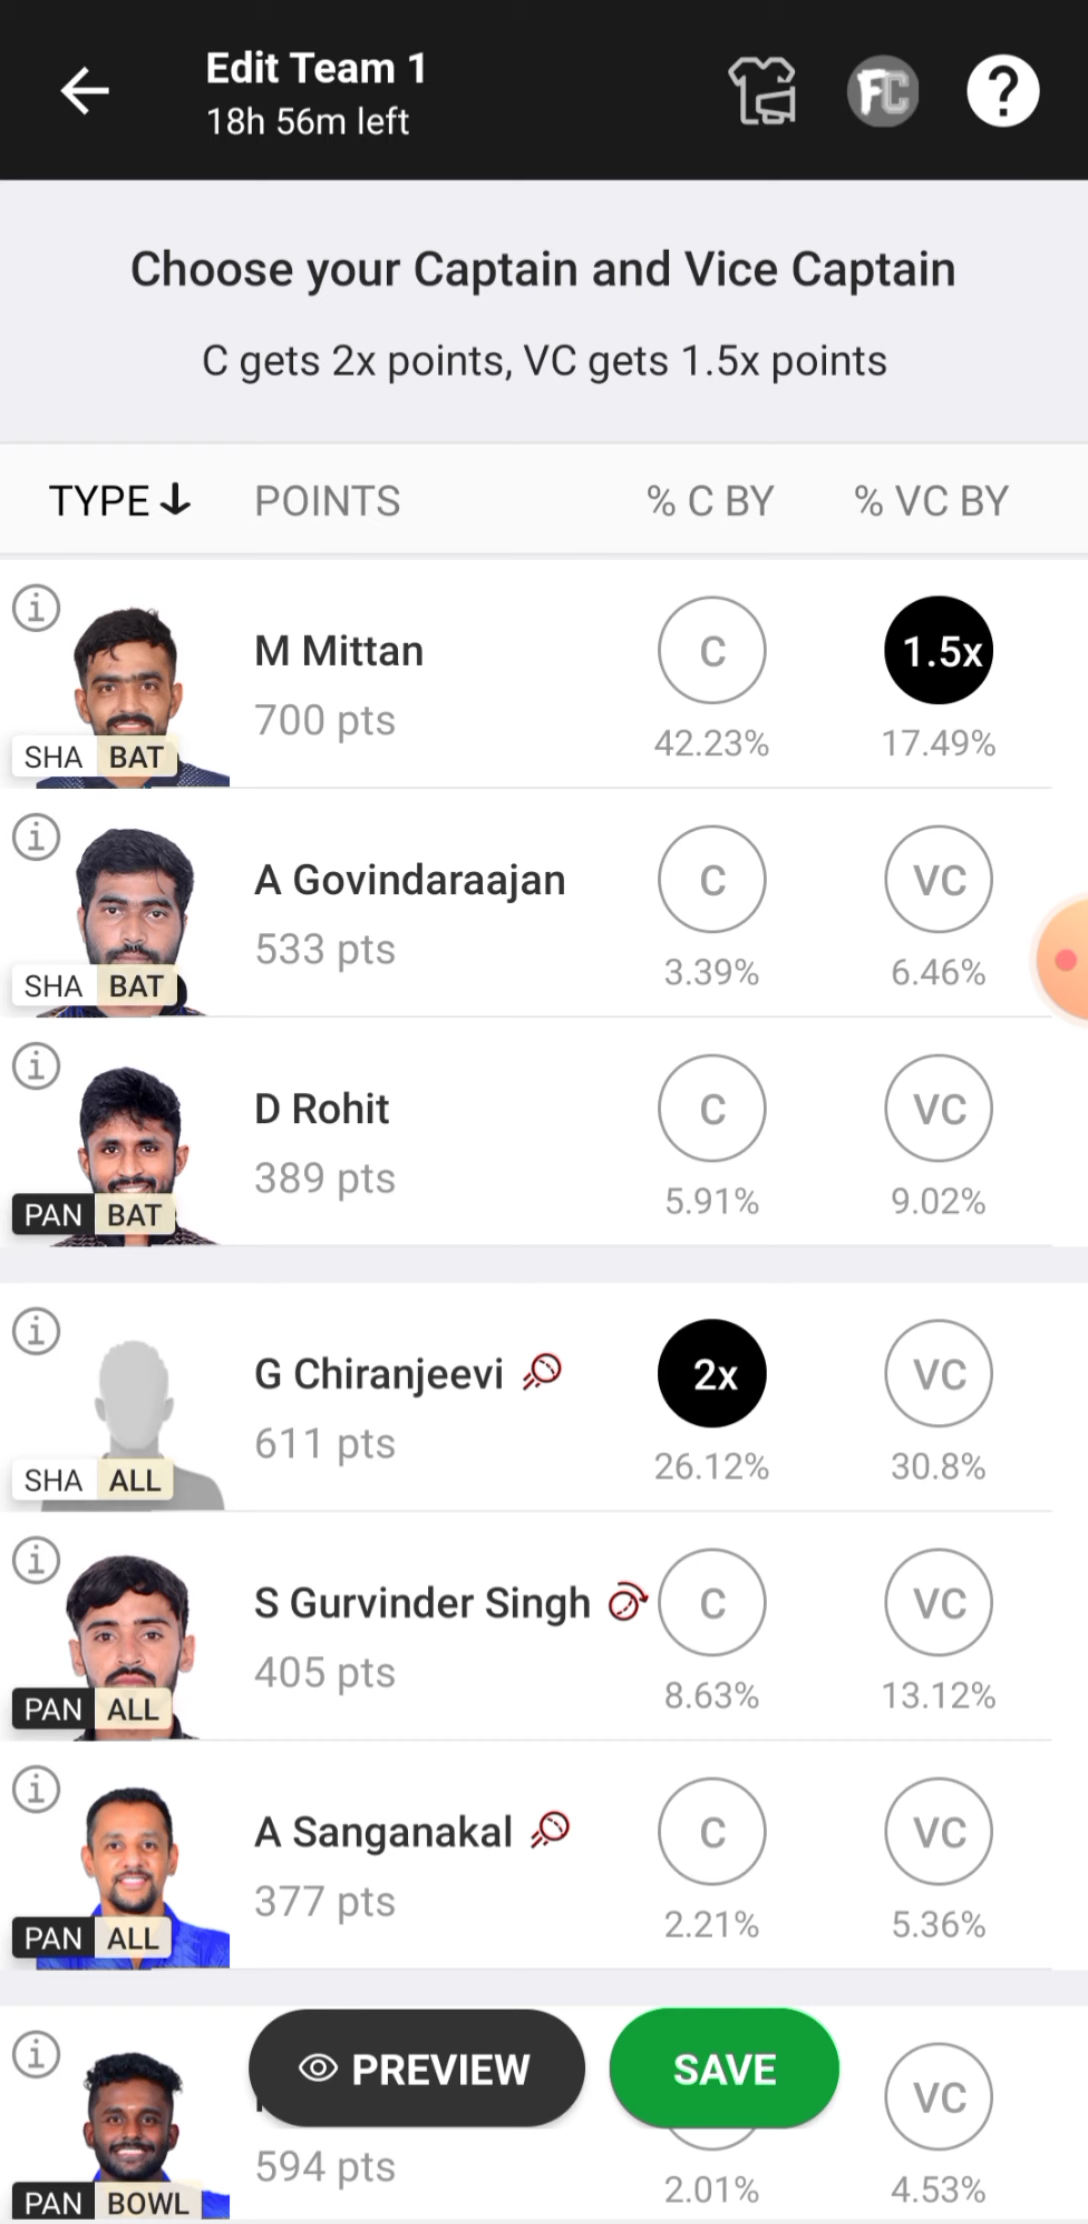 Edit Team 1
18h 56m left
FC
?
Choose your Captain and Vice Captain
C gets 2x points, VC gets 1.5x points
TYPE POINTS % C BY % VC BY
M Mittan C 1.5x
700 pts 42.23% 17.49%
SHA BAT
A Govindaraajan C VC
533 pts 3.39% 6.46%
SHA BAT
D Rohit C VC
389 pts 5.91% 9.02%
PAN BAT
G Chiranjeevi 2x VC
611 pts 26.12% 30.8%
SHA ALL
S Gurvinder Singh C VC
405 pts 8.63% 13.12%
PAN ALL
A Sanganakal C VC
377 pts 2.21% 5.36%
PAN ALL
PREVIEW SAVE VC
594 pts 2.01% 4.53%
PAN BOWL